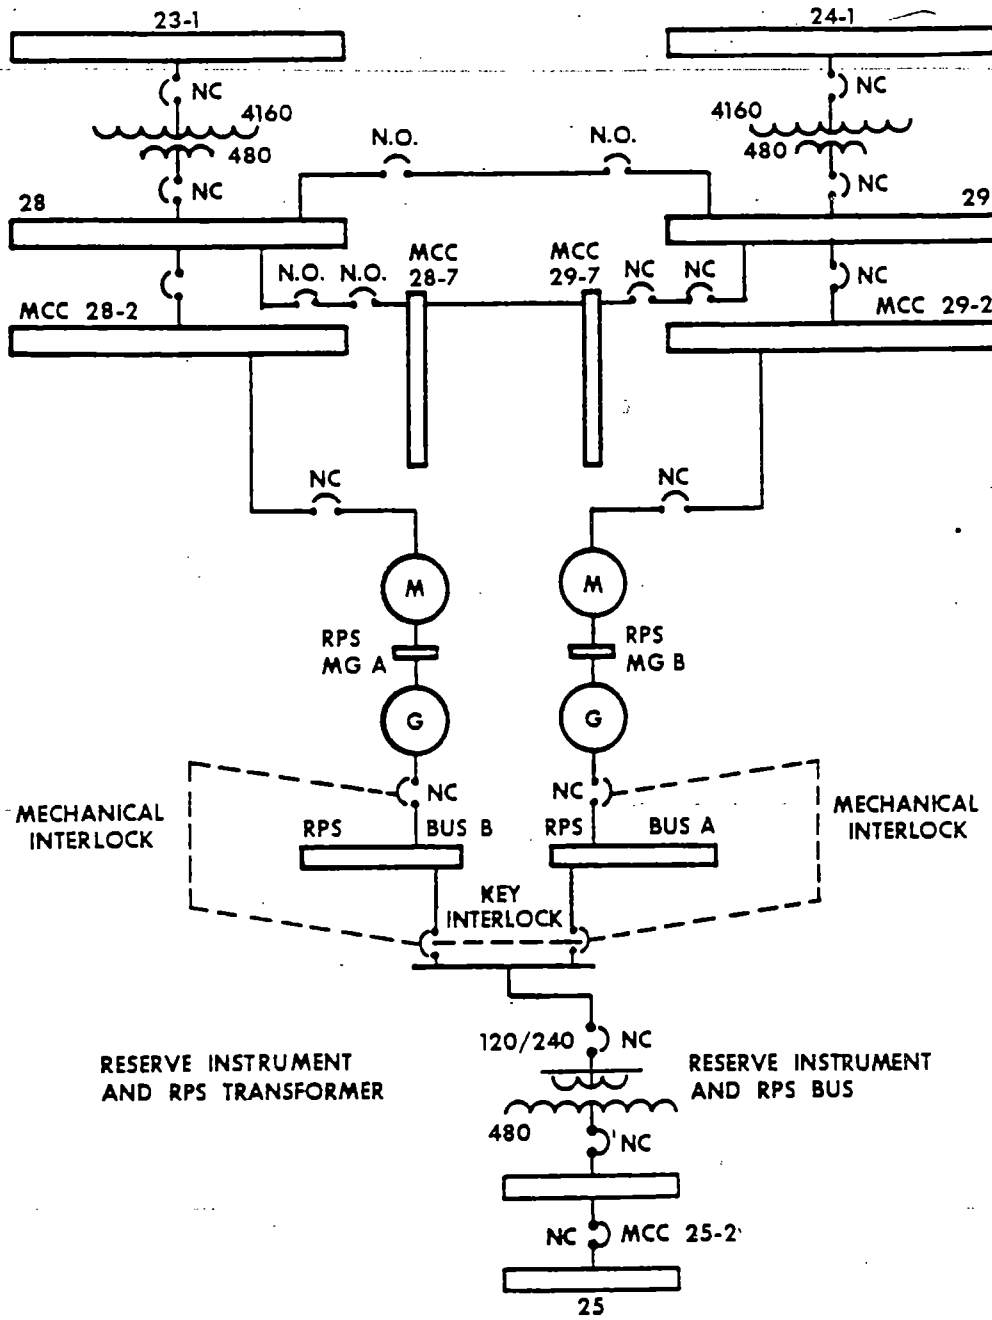 23-1
24-1
NC
NC
4160
480
4160
480
N.O.
N.O.
NC
NC
28
29
MCC
28-7
MCC
29-7
N.O.
N.O.
NC
NC
NC
MCC 28-2
MCC 29-2
NC
NC
M
M
RPS
MG A
RPS
MG B
G
G
NC
NC
MECHANICAL
INTERLOCK
MECHANICAL
INTERLOCK
RPS
BUS B
RPS
BUS A
KEY
INTERLOCK
120/240
NC
RESERVE INSTRUMENT
AND RPS TRANSFORMER
RESERVE INSTRUMENT
AND RPS BUS
480
NC
NC
MCC 25-2
25